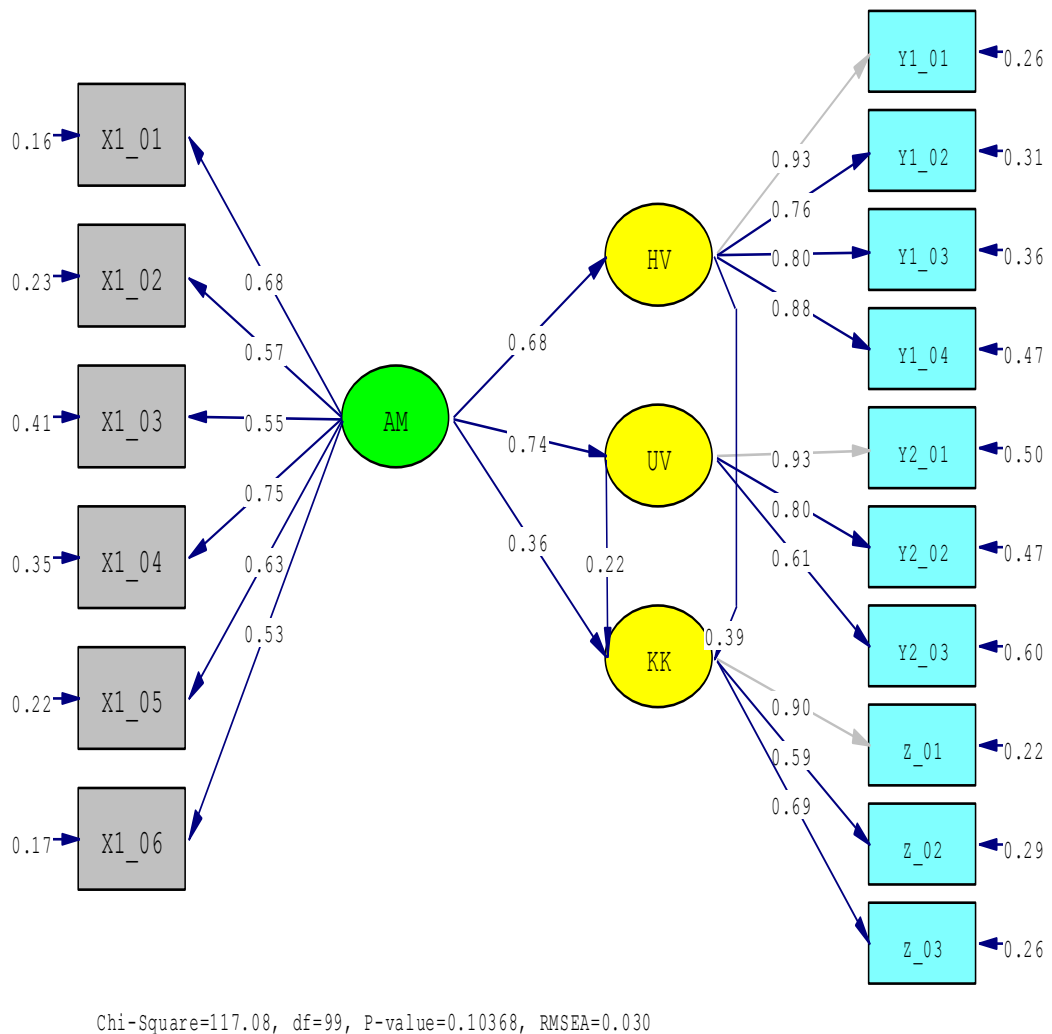 0.16 X1_01
0.23 X1_02
0.41 X1_03
0.35 X1_04
0.22 X1_05
0.17 X1_06
0.68
0.57
0.55
0.75
0.63
0.53
AM
0.68
0.74
0.36
0.22
0.39
HV
UV
KK
0.93
0.76
0.80
0.88
0.93
0.80
0.61
0.90
0.59
0.69
Y1_01 0.26
Y1_02 0.31
Y1_03 0.36
Y1_04 0.47
Y2_01 0.50
Y2_02 0.47
Y2_03 0.60
Z_01 0.22
Z_02 0.29
Z_03 0.26
Chi-Square=117.08, df=99, P-value=0.10368, RMSEA=0.030